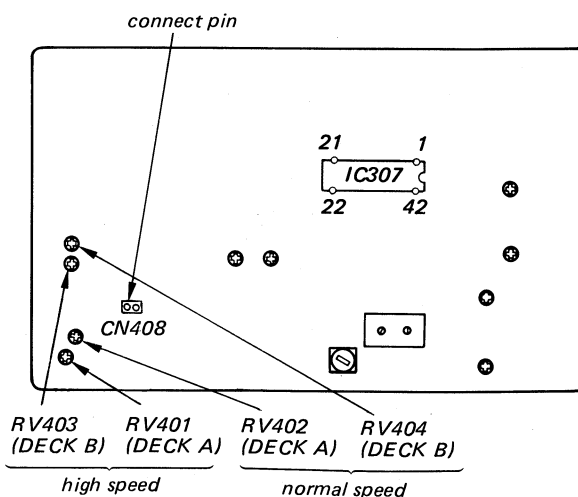 connect pin
21 1
IC307
22 42
CN408
RV403 RV401 RV402 RV404
(DECK B) (DECK A) (DECK A) (DECK B)
high speed normal speed